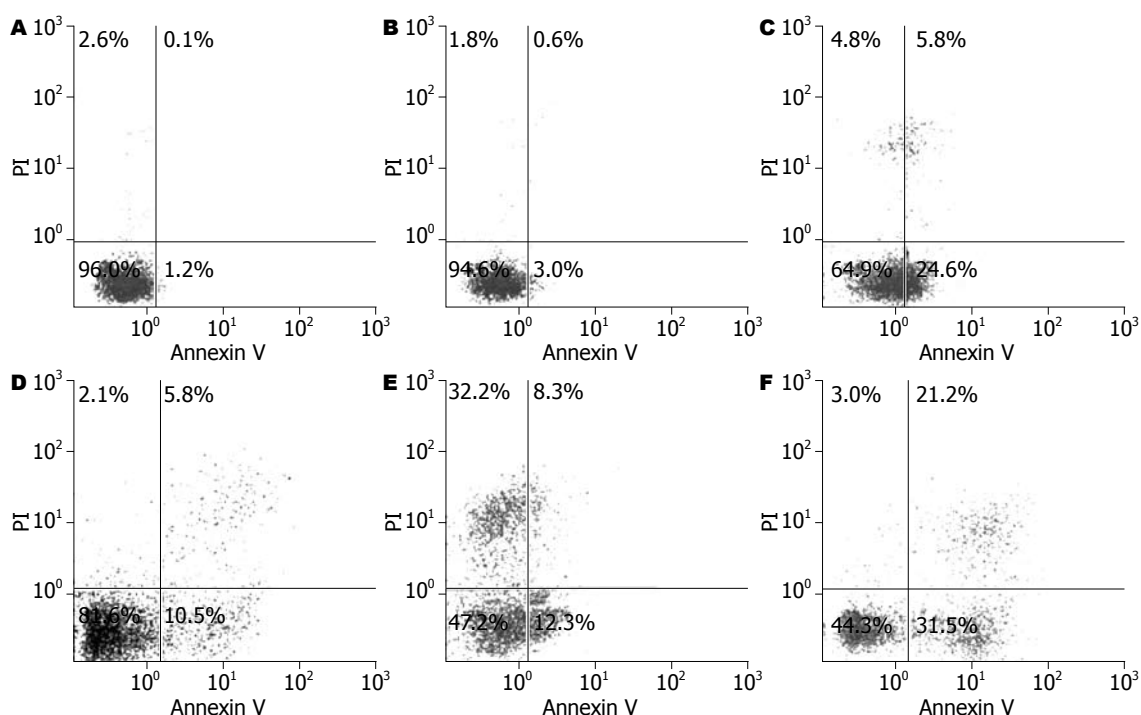 A
10³
2.6% 0.1%
10²
PI
10¹
10⁰
96.0% 1.2%
10⁰ 10¹ 10² 10³
Annexin V
B
10³
1.8% 0.6%
10²
PI
10¹
10⁰
94.6% 3.0%
10⁰ 10¹ 10² 10³
Annexin V
C
10³
4.8% 5.8%
10²
PI
10¹
10⁰
64.9% 24.6%
10⁰ 10¹ 10² 10³
Annexin V
D
10³
2.1% 5.8%
10²
PI
10¹
10⁰
81.6% 10.5%
10⁰ 10¹ 10² 10³
Annexin V
E
10³
32.2% 8.3%
10²
PI
10¹
10⁰
47.2% 12.3%
10⁰ 10¹ 10² 10³
Annexin V
F
10³
3.0% 21.2%
10²
PI
10¹
10⁰
44.3% 31.5%
10⁰ 10¹ 10² 10³
Annexin V